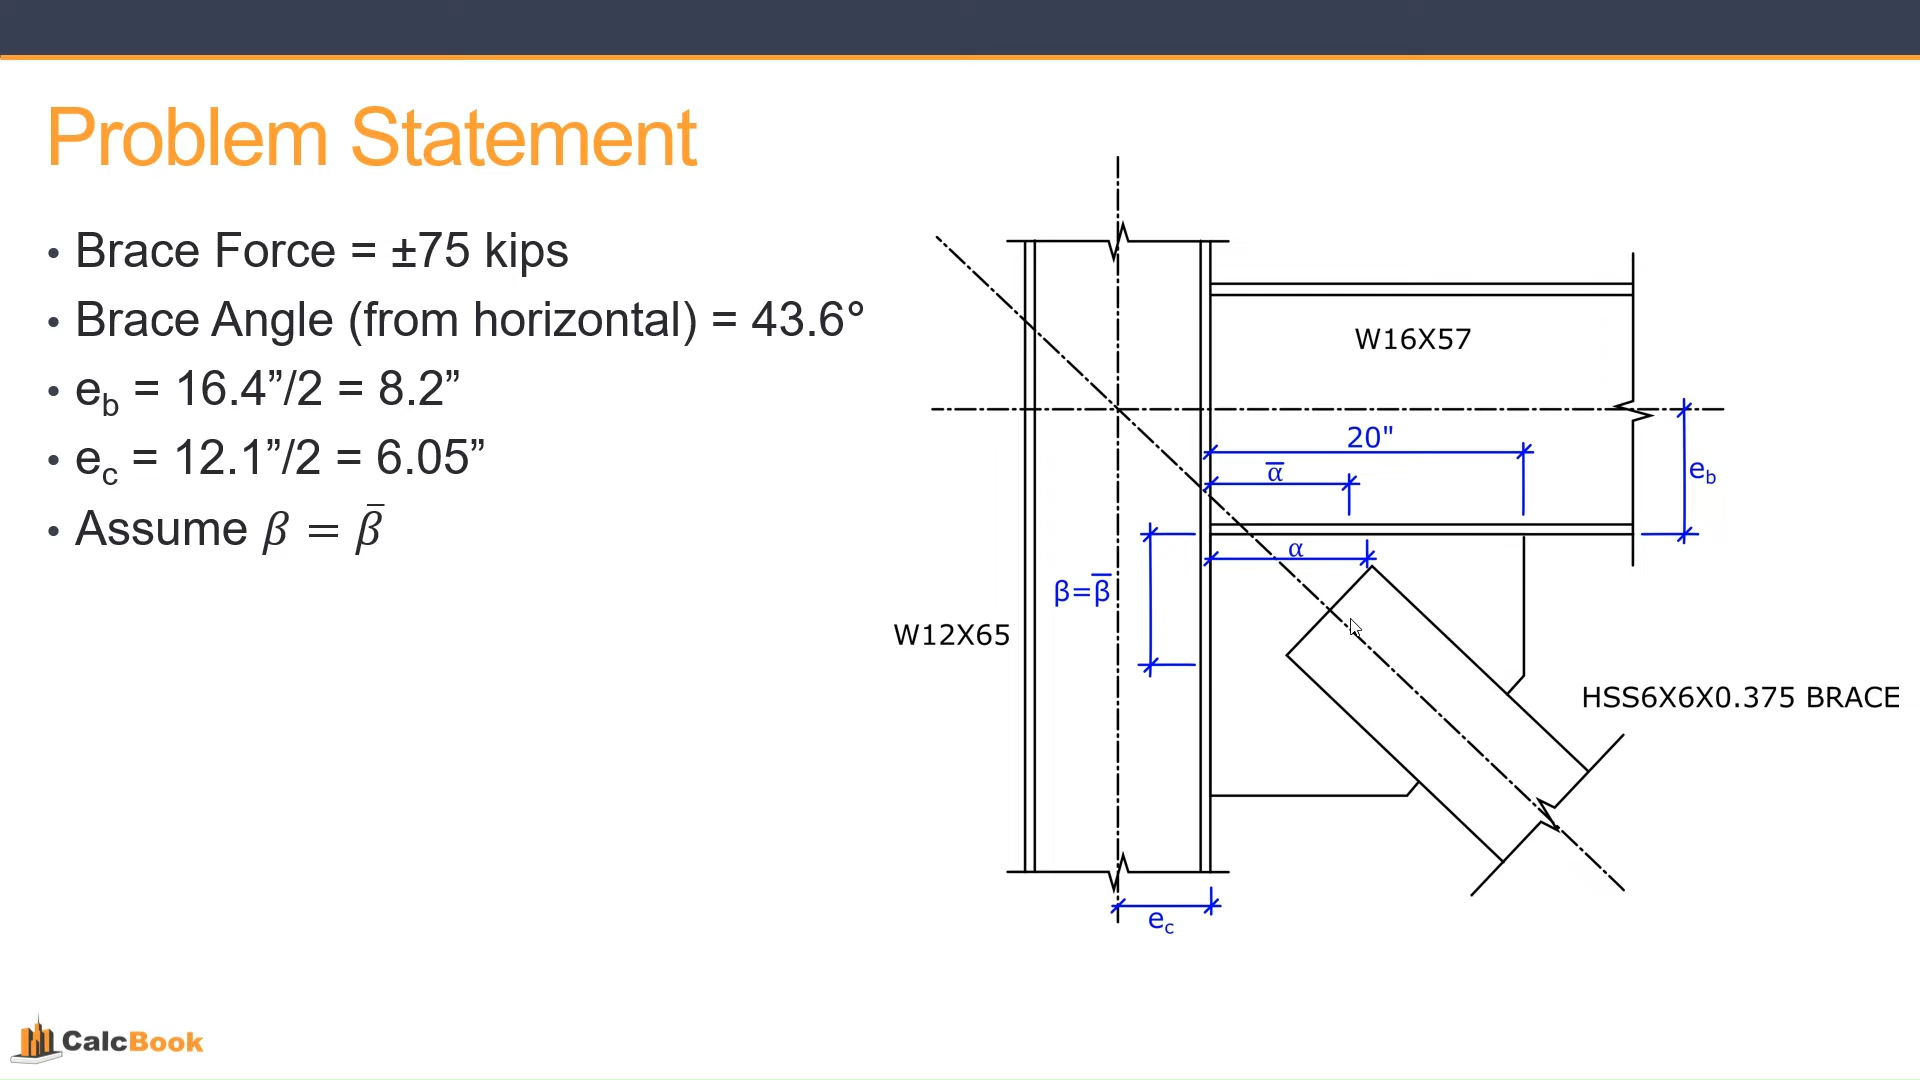 Problem Statement
• Brace Force = ±75 kips
• Brace Angle (from horizontal) = 43.6°
• e_b = 16.4”/2 = 8.2”
• e_c = 12.1”/2 = 6.05”
• Assume β = β̅
W16X57
20"
α̅
e_b
α
β=β̅
W12X65
HSS6X6X0.375 BRACE
e_c
CalcBook